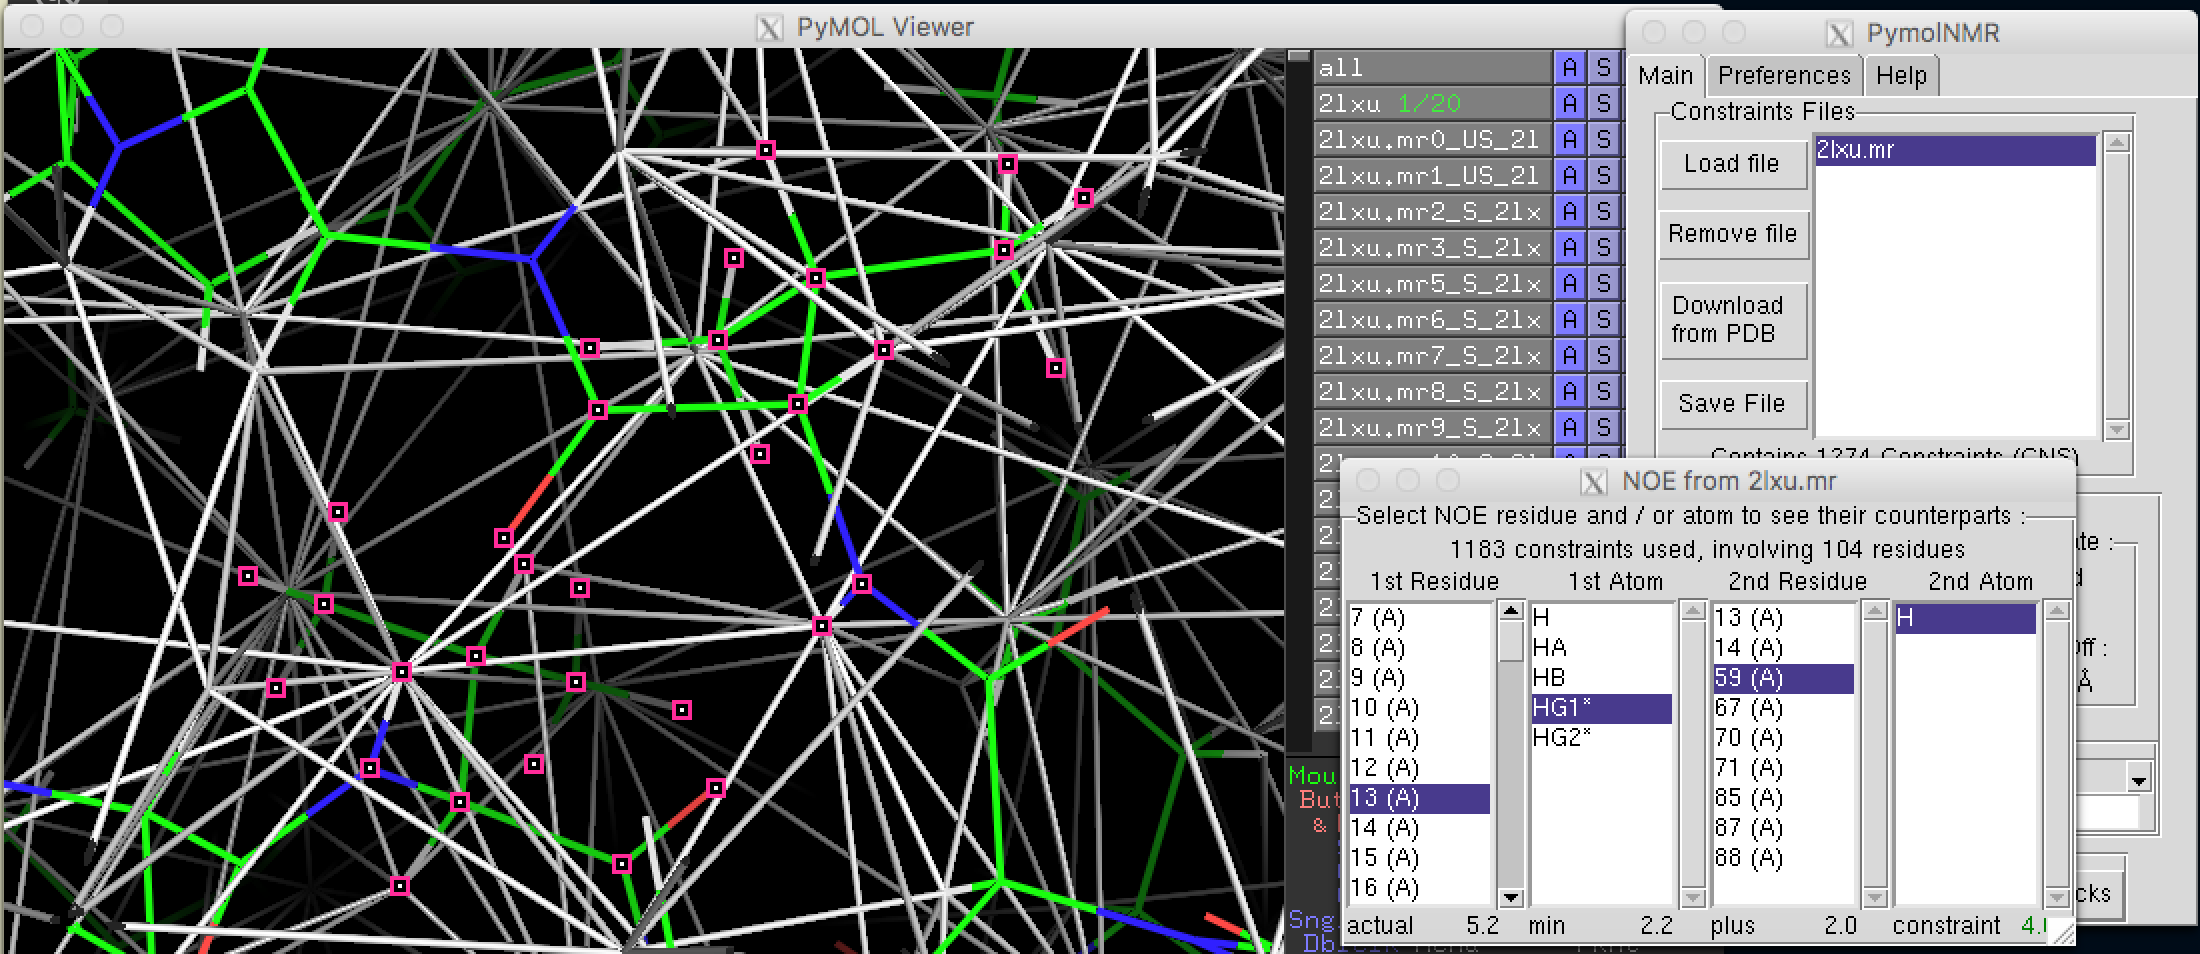 PyMOL Viewer
all A S
2lxu 1/20 A S
2lxu.mr0_US_2l A S
2lxu.mr1_US_2l A S
2lxu.mr2_S_2lx A S
2lxu.mr3_S_2lx A S
2lxu.mr5_S_2lx A S
2lxu.mr6_S_2lx A S
2lxu.mr7_S_2lx A S
2lxu.mr8_S_2lx A S
2lxu.mr9_S_2lx A S
Mou
But
&
Sng
PymolNMR
Main Preferences Help
Constraints Files
Load file
2lxu.mr
Remove file
Download
from PDB
Save File
Contains 1274 Constraints (CNS)
NOE from 2lxu.mr
Select NOE residue and / or atom to see their counterparts :
1183 constraints used, involving 104 residues
1st Residue 1st Atom 2nd Residue 2nd Atom
7 (A) H 13 (A) H
8 (A) HA 14 (A)
9 (A) HB 59 (A)
10 (A) HG1* 67 (A)
11 (A) HG2* 70 (A)
12 (A) 71 (A)
13 (A) 85 (A)
14 (A) 87 (A)
15 (A) 88 (A)
16 (A)
actual 5.2 min 2.2 plus 2.0 constraint 4.
Å
cks